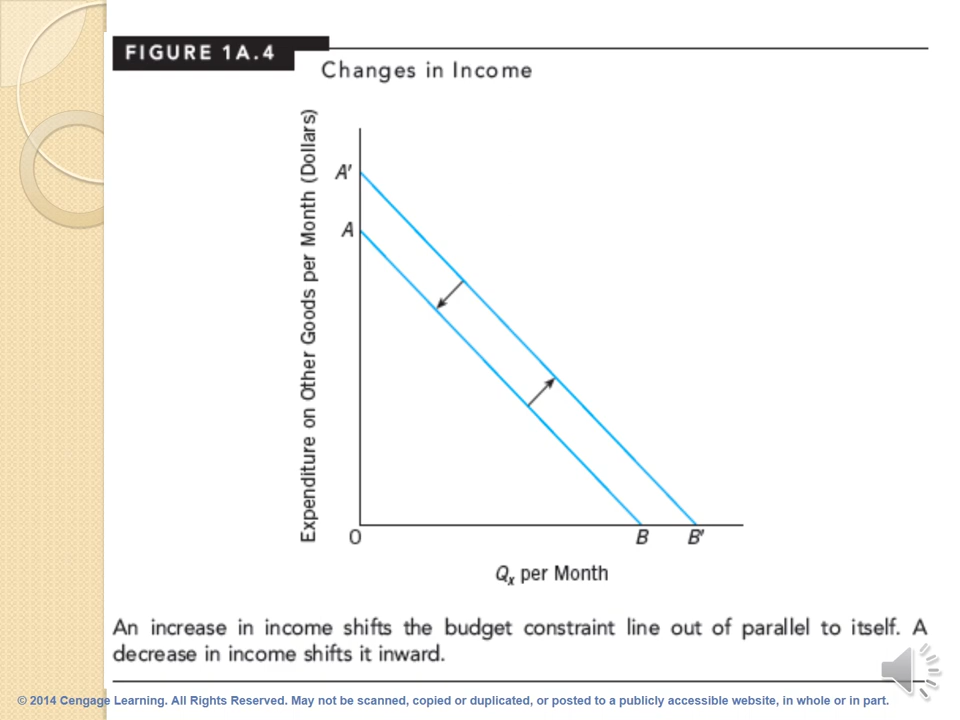 FIGURE 1A.4
Changes in Income
Expenditure on Other Goods per Month (Dollars)
A'
A
O
B
B'
Qx per Month
An increase in income shifts the budget constraint line out of parallel to itself. A
decrease in income shifts it inward.
© 2014 Cengage Learning. All Rights Reserved. May not be scanned, copied or duplicated, or posted to a publicly accessible website, in whole or in part.